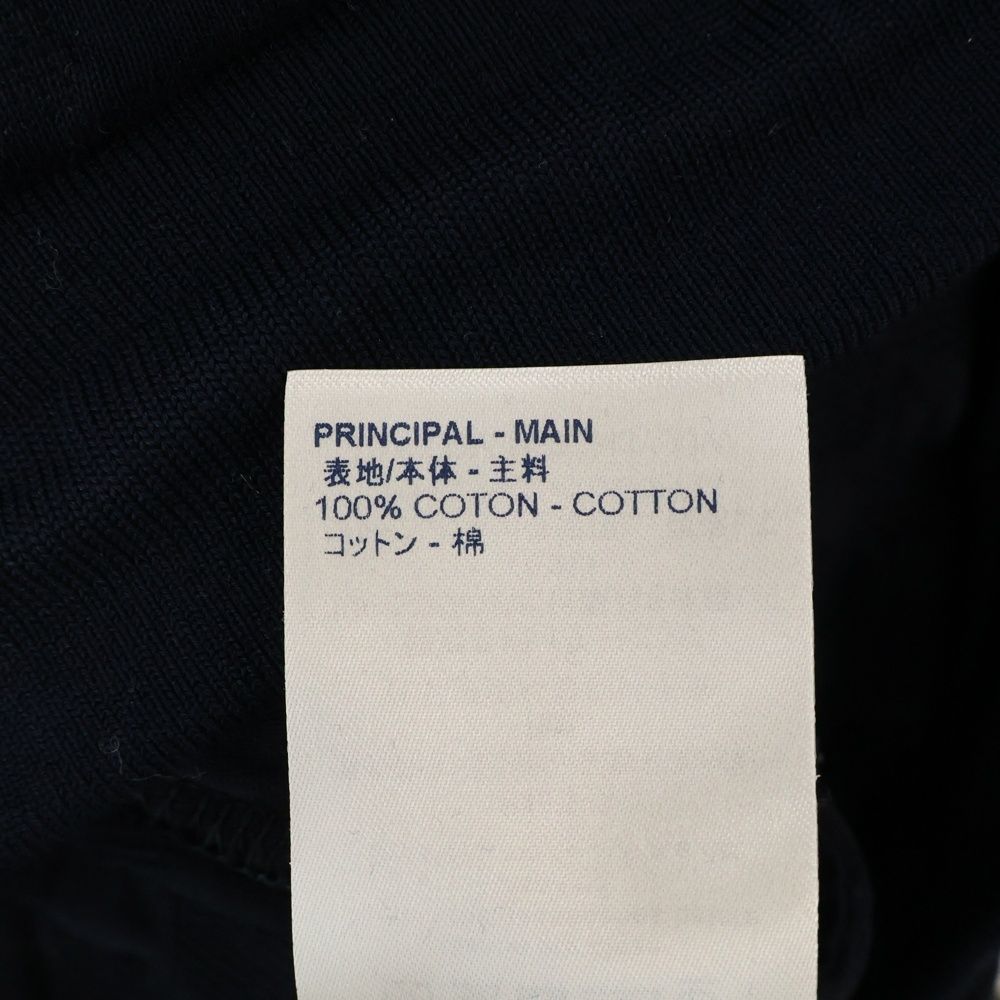 PRINCIPAL - MAIN
表地/本体 - 主料
100% COTON - COTTON
コットン - 棉